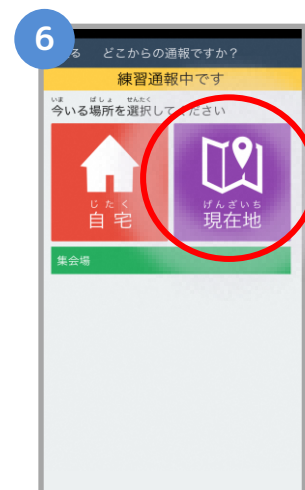 6
る どこからの通報ですか？
練習通報中です
いま ばしょ せんたく
今いる場所を選択してください
じたく げんざいち
自宅 現在地
集会場